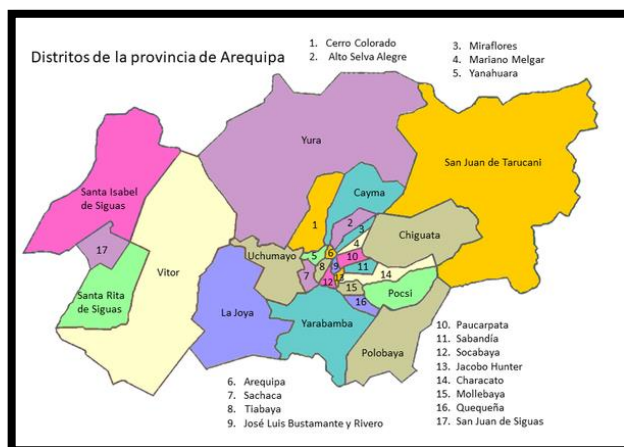 Distritos de la provincia de Arequipa
1. Cerro Colorado
2. Alto Selva Alegre
3. Miraflores
4. Mariano Melgar
5. Yanahuara
Yura
San Juan de Tarucani
Santa Isabel
de Siguas
Cayma
1
2
3
4
Chiguata
17
Vitor
Uchumayo
5
6
10
8
9
11
7
13
14
12
Santa Rita
de Siguas
La Joya
15
Pocsi
16
Yarabamba
Polobaya
6. Arequipa
7. Sachaca
8. Tiabaya
9. José Luis Bustamante y Rivero
10. Paucarpata
11. Sabandía
12. Socabaya
13. Jacobo Hunter
14. Characato
15. Mollebaya
16. Quequeña
17. San Juan de Siguas